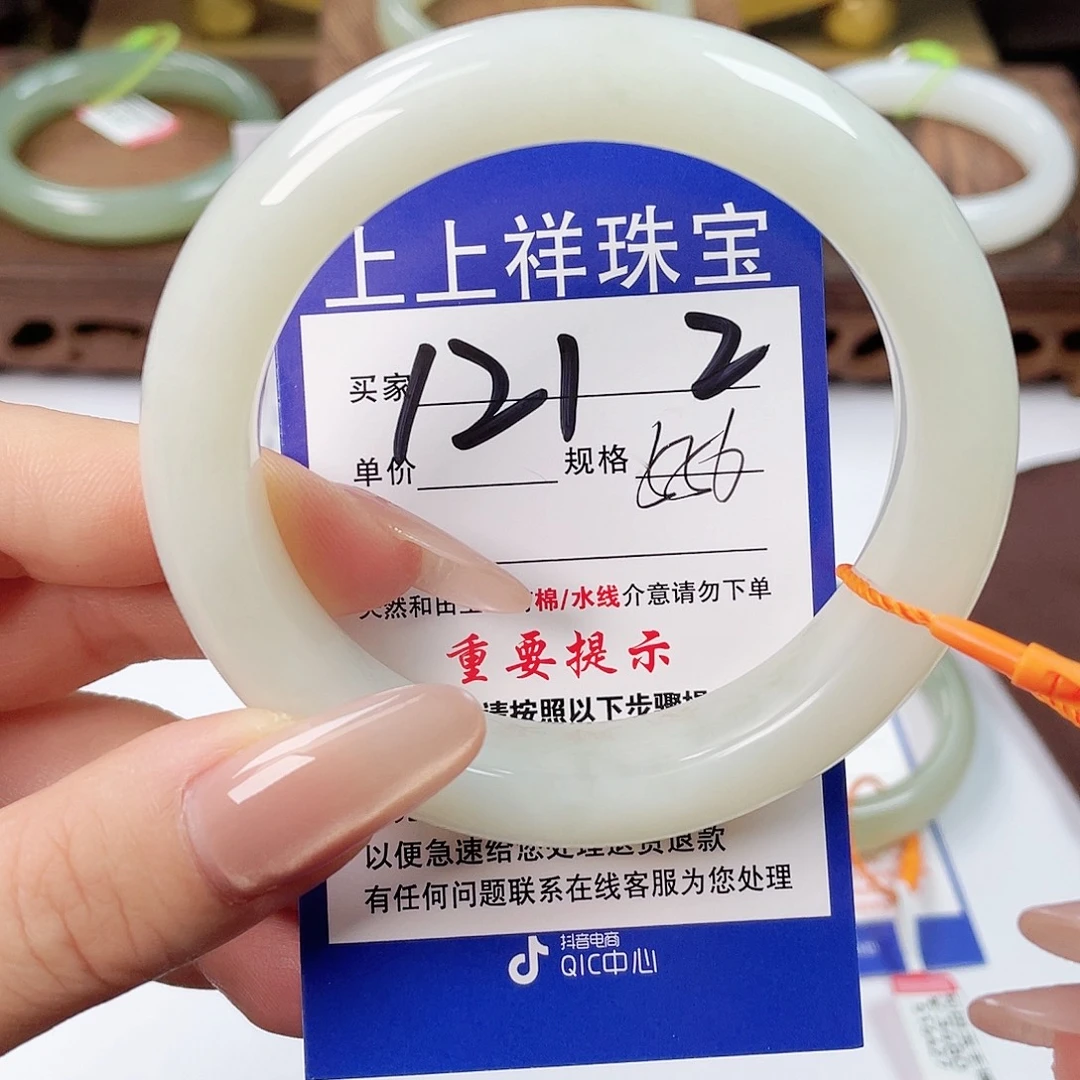 上上祥珠宝
买家 121 2
单价 规格
棉/水线介意请勿下单
重要提示
请按照以下步骤
以便急速给您处理退货退款
有任何问题联系在线客服为您处理
抖音电商
QIC中心